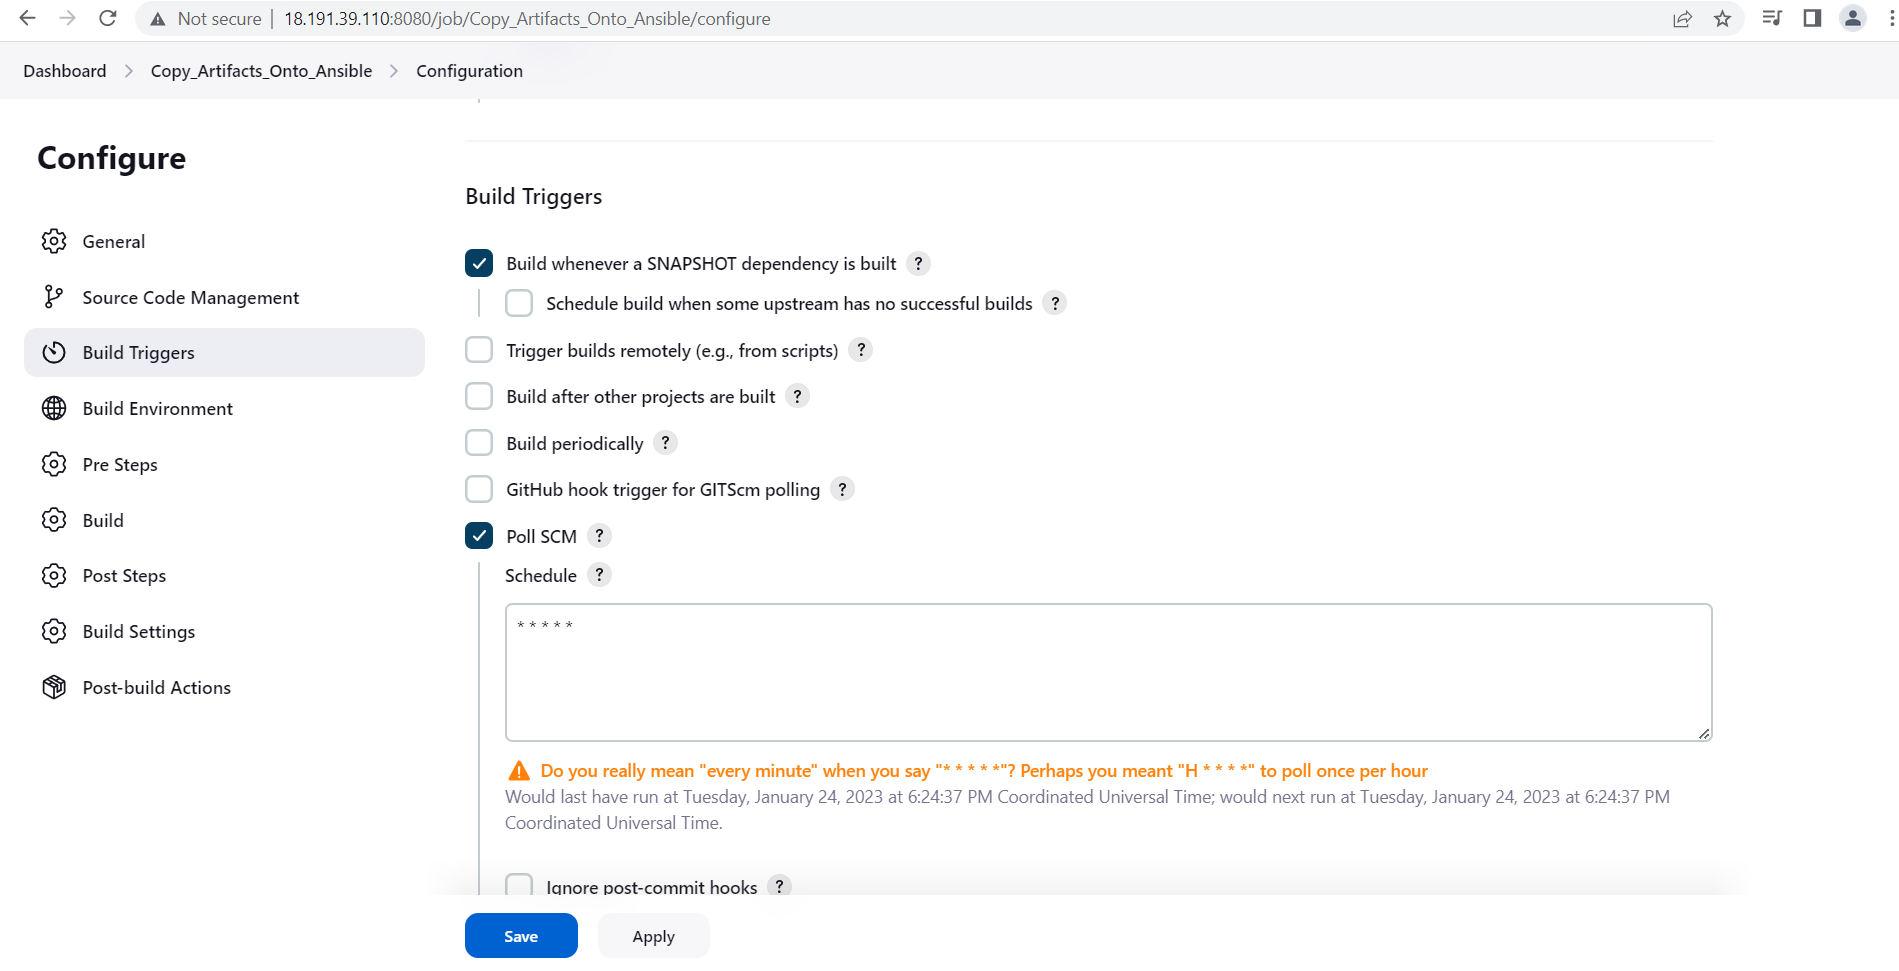 Not secure | 18.191.39.110:8080/job/Copy_Artifacts_Onto_Ansible/configure
Dashboard > Copy_Artifacts_Onto_Ansible > Configuration
Configure
General
Source Code Management
Build Triggers
Build Environment
Pre Steps
Build
Post Steps
Build Settings
Post-build Actions
Build Triggers
Build whenever a SNAPSHOT dependency is built ?
Schedule build when some upstream has no successful builds ?
Trigger builds remotely (e.g., from scripts) ?
Build after other projects are built ?
Build periodically ?
GitHub hook trigger for GITScm polling ?
Poll SCM ?
Schedule ?
* * * * *
Do you really mean "every minute" when you say "* * * * *"? Perhaps you meant "H * * * *" to poll once per hour
Would last have run at Tuesday, January 24, 2023 at 6:24:37 PM Coordinated Universal Time; would next run at Tuesday, January 24, 2023 at 6:24:37 PM
Coordinated Universal Time.
Ignore post-commit hooks ?
Save
Apply